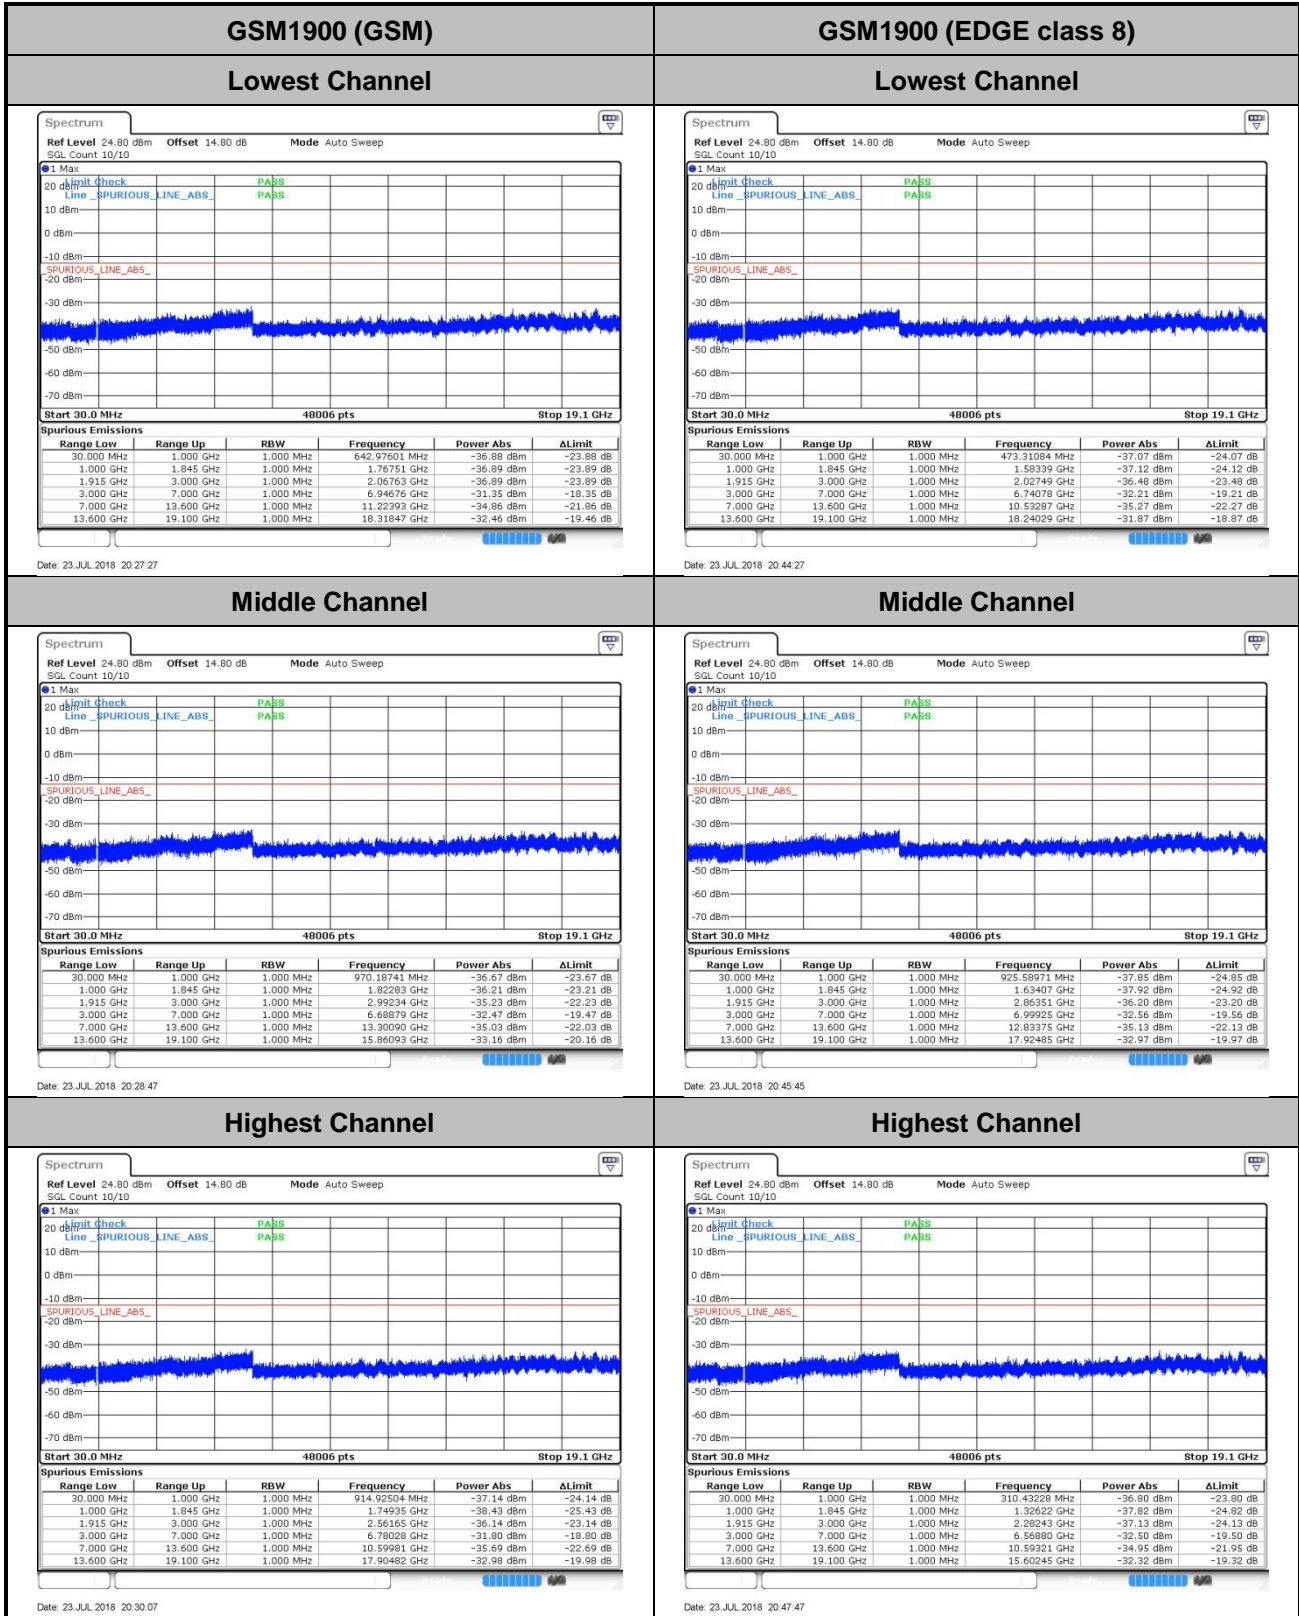 GSM1900 (GSM)
GSM1900 (EDGE class 8)
Lowest Channel
Lowest Channel
Spectrum
Ref Level 24.80 dBm Offset 14.80 dB Mode Auto Sweep
SGL Count 10/10
1 Max
20 dBm
Limit Check PASS
Line _SPURIOUS_LINE_ABS_ PASS
10 dBm
0 dBm
-10 dBm
_SPURIOUS_LINE_ABS_
-20 dBm
-30 dBm
-50 dBm
-60 dBm
-70 dBm
Start 30.0 MHz 48006 pts Stop 19.1 GHz
Spurious Emissions
Range Low Range Up RBW Frequency Power Abs ΔLimit
30.000 MHz 1.000 GHz 1.000 MHz 642.97601 MHz -36.88 dBm -23.88 dB
1.000 GHz 1.845 GHz 1.000 MHz 1.76751 GHz -36.89 dBm -23.89 dB
1.915 GHz 3.000 GHz 1.000 MHz 2.06763 GHz -36.89 dBm -23.89 dB
3.000 GHz 7.000 GHz 1.000 MHz 6.94676 GHz -31.35 dBm -18.35 dB
7.000 GHz 13.600 GHz 1.000 MHz 11.22393 GHz -34.86 dBm -21.86 dB
13.600 GHz 19.100 GHz 1.000 MHz 18.31847 GHz -32.46 dBm -19.46 dB
Date: 23.JUL.2018 20:27:27
Spectrum
Ref Level 24.80 dBm Offset 14.80 dB Mode Auto Sweep
SGL Count 10/10
1 Max
20 dBm
Limit Check PASS
Line _SPURIOUS_LINE_ABS_ PASS
10 dBm
0 dBm
-10 dBm
_SPURIOUS_LINE_ABS_
-20 dBm
-30 dBm
-50 dBm
-60 dBm
-70 dBm
Start 30.0 MHz 48006 pts Stop 19.1 GHz
Spurious Emissions
Range Low Range Up RBW Frequency Power Abs ΔLimit
30.000 MHz 1.000 GHz 1.000 MHz 473.31084 MHz -37.07 dBm -24.07 dB
1.000 GHz 1.845 GHz 1.000 MHz 1.58339 GHz -37.12 dBm -24.12 dB
1.915 GHz 3.000 GHz 1.000 MHz 2.02749 GHz -36.48 dBm -23.48 dB
3.000 GHz 7.000 GHz 1.000 MHz 6.74078 GHz -32.21 dBm -19.21 dB
7.000 GHz 13.600 GHz 1.000 MHz 10.53287 GHz -35.27 dBm -22.27 dB
13.600 GHz 19.100 GHz 1.000 MHz 18.24029 GHz -31.87 dBm -18.87 dB
Date: 23.JUL.2018 20:44:27
Middle Channel
Middle Channel
Spectrum
Ref Level 24.80 dBm Offset 14.80 dB Mode Auto Sweep
SGL Count 10/10
1 Max
20 dBm
Limit Check PASS
Line _SPURIOUS_LINE_ABS_ PASS
10 dBm
0 dBm
-10 dBm
_SPURIOUS_LINE_ABS_
-20 dBm
-30 dBm
-50 dBm
-60 dBm
-70 dBm
Start 30.0 MHz 48006 pts Stop 19.1 GHz
Spurious Emissions
Range Low Range Up RBW Frequency Power Abs ΔLimit
30.000 MHz 1.000 GHz 1.000 MHz 970.18741 MHz -36.67 dBm -23.67 dB
1.000 GHz 1.845 GHz 1.000 MHz 1.82283 GHz -36.21 dBm -23.21 dB
1.915 GHz 3.000 GHz 1.000 MHz 2.99234 GHz -35.23 dBm -22.23 dB
3.000 GHz 7.000 GHz 1.000 MHz 6.68879 GHz -32.47 dBm -19.47 dB
7.000 GHz 13.600 GHz 1.000 MHz 13.30090 GHz -35.03 dBm -22.03 dB
13.600 GHz 19.100 GHz 1.000 MHz 15.86093 GHz -33.16 dBm -20.16 dB
Date: 23.JUL.2018 20:28:47
Spectrum
Ref Level 24.80 dBm Offset 14.80 dB Mode Auto Sweep
SGL Count 10/10
1 Max
20 dBm
Limit Check PASS
Line _SPURIOUS_LINE_ABS_ PASS
10 dBm
0 dBm
-10 dBm
_SPURIOUS_LINE_ABS_
-20 dBm
-30 dBm
-50 dBm
-60 dBm
-70 dBm
Start 30.0 MHz 48006 pts Stop 19.1 GHz
Spurious Emissions
Range Low Range Up RBW Frequency Power Abs ΔLimit
30.000 MHz 1.000 GHz 1.000 MHz 925.58971 MHz -37.85 dBm -24.85 dB
1.000 GHz 1.845 GHz 1.000 MHz 1.63407 GHz -37.92 dBm -24.92 dB
1.915 GHz 3.000 GHz 1.000 MHz 2.86351 GHz -36.20 dBm -23.20 dB
3.000 GHz 7.000 GHz 1.000 MHz 6.99925 GHz -32.56 dBm -19.56 dB
7.000 GHz 13.600 GHz 1.000 MHz 12.83375 GHz -35.13 dBm -22.13 dB
13.600 GHz 19.100 GHz 1.000 MHz 17.92485 GHz -32.97 dBm -19.97 dB
Date: 23.JUL.2018 20:45:45
Highest Channel
Highest Channel
Spectrum
Ref Level 24.80 dBm Offset 14.80 dB Mode Auto Sweep
SGL Count 10/10
1 Max
20 dBm
Limit Check PASS
Line _SPURIOUS_LINE_ABS_ PASS
10 dBm
0 dBm
-10 dBm
_SPURIOUS_LINE_ABS_
-20 dBm
-30 dBm
-50 dBm
-60 dBm
-70 dBm
Start 30.0 MHz 48006 pts Stop 19.1 GHz
Spurious Emissions
Range Low Range Up RBW Frequency Power Abs ΔLimit
30.000 MHz 1.000 GHz 1.000 MHz 914.92504 MHz -37.14 dBm -24.14 dB
1.000 GHz 1.845 GHz 1.000 MHz 1.74935 GHz -38.43 dBm -25.43 dB
1.915 GHz 3.000 GHz 1.000 MHz 2.56165 GHz -36.14 dBm -23.14 dB
3.000 GHz 7.000 GHz 1.000 MHz 6.78028 GHz -31.80 dBm -18.80 dB
7.000 GHz 13.600 GHz 1.000 MHz 10.59981 GHz -35.69 dBm -22.69 dB
13.600 GHz 19.100 GHz 1.000 MHz 17.90482 GHz -32.98 dBm -19.98 dB
Date: 23.JUL.2018 20:30:07
Spectrum
Ref Level 24.80 dBm Offset 14.80 dB Mode Auto Sweep
SGL Count 10/10
1 Max
20 dBm
Limit Check PASS
Line _SPURIOUS_LINE_ABS_ PASS
10 dBm
0 dBm
-10 dBm
_SPURIOUS_LINE_ABS_
-20 dBm
-30 dBm
-50 dBm
-60 dBm
-70 dBm
Start 30.0 MHz 48006 pts Stop 19.1 GHz
Spurious Emissions
Range Low Range Up RBW Frequency Power Abs ΔLimit
30.000 MHz 1.000 GHz 1.000 MHz 310.43228 MHz -36.80 dBm -23.80 dB
1.000 GHz 1.845 GHz 1.000 MHz 1.32622 GHz -37.82 dBm -24.82 dB
1.915 GHz 3.000 GHz 1.000 MHz 2.28243 GHz -37.13 dBm -24.13 dB
3.000 GHz 7.000 GHz 1.000 MHz 6.56880 GHz -32.50 dBm -19.50 dB
7.000 GHz 13.600 GHz 1.000 MHz 10.59321 GHz -34.95 dBm -21.95 dB
13.600 GHz 19.100 GHz 1.000 MHz 15.60245 GHz -32.32 dBm -19.32 dB
Date: 23.JUL.2018 20:47:47